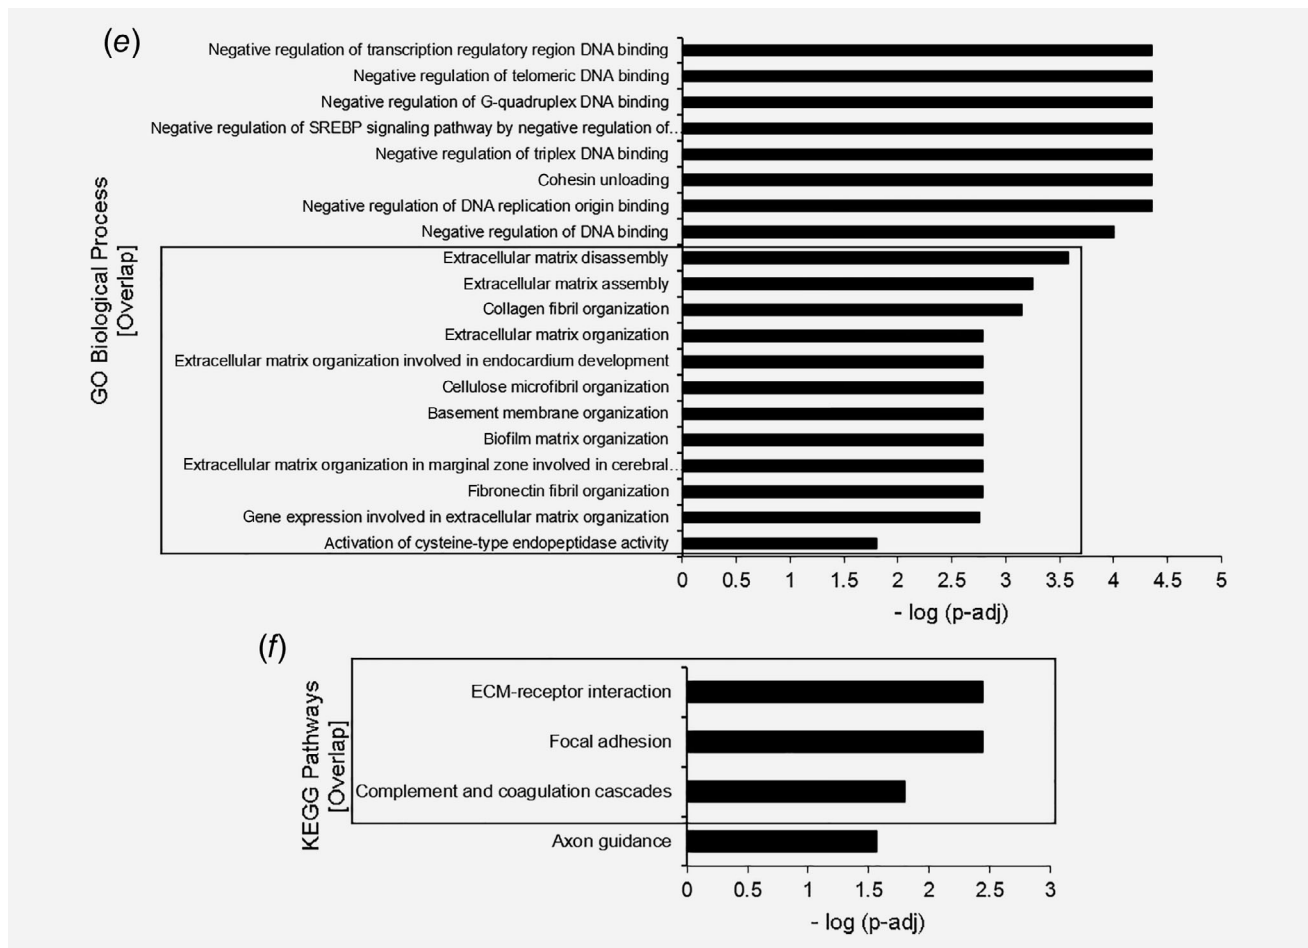 (e)
Negative regulation of transcription regulatory region DNA binding
Negative regulation of telomeric DNA binding
Negative regulation of G-quadruplex DNA binding
Negative regulation of SREBP signaling pathway by negative regulation of...
Negative regulation of triplex DNA binding
Cohesin unloading
Negative regulation of DNA replication origin binding
Negative regulation of DNA binding
Extracellular matrix disassembly
Extracellular matrix assembly
Collagen fibril organization
Extracellular matrix organization
Extracellular matrix organization involved in endocardium development
Cellulose microfibril organization
Basement membrane organization
Biofilm matrix organization
Extracellular matrix organization in marginal zone involved in cerebral...
Fibronectin fibril organization
Gene expression involved in extracellular matrix organization
Activation of cysteine-type endopeptidase activity
GO Biological Process
[Overlap]
0 0.5 1 1.5 2 2.5 3 3.5 4 4.5 5
- log (p-adj)
(f)
ECM-receptor interaction
Focal adhesion
Complement and coagulation cascades
Axon guidance
KEGG Pathways
[Overlap]
0 0.5 1 1.5 2 2.5 3
- log (p-adj)